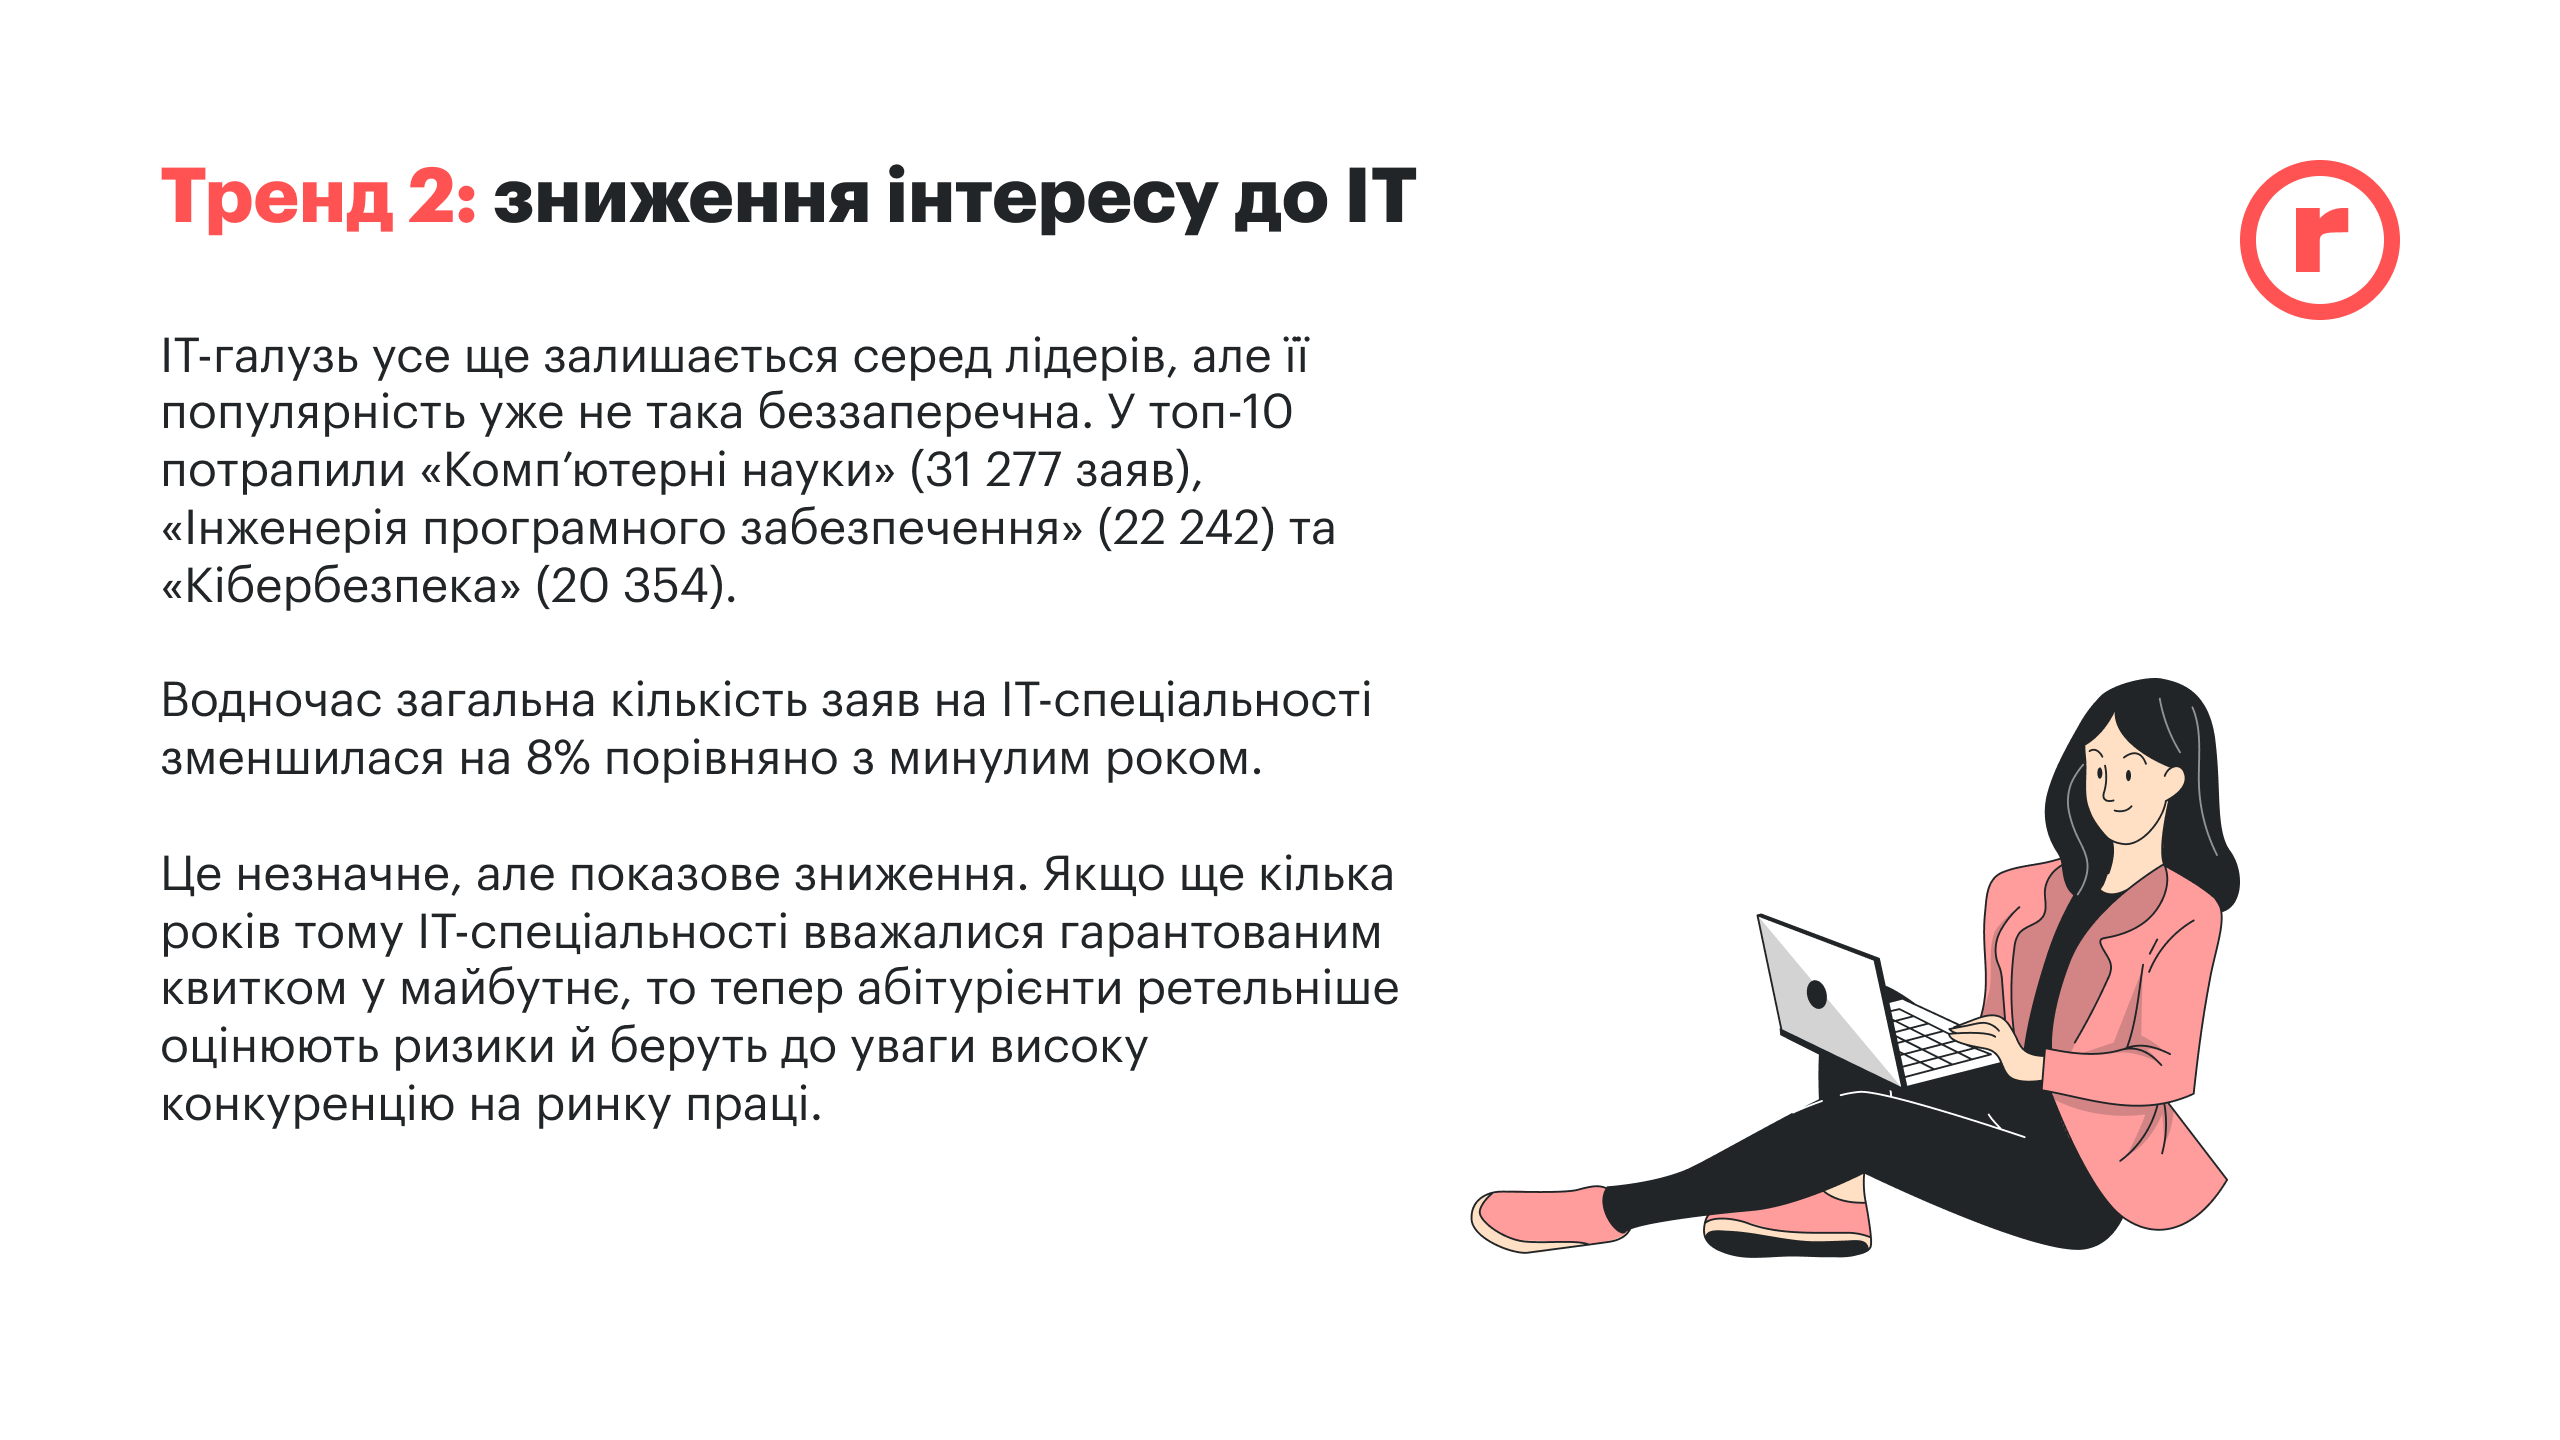 Тренд 2: зниження інтересу до ІТ
r
ІТ-галузь усе ще залишається серед лідерів, але її
популярність уже не така беззаперечна. У топ-10
потрапили «Комп’ютерні науки» (31 277 заяв),
«Інженерія програмного забезпечення» (22 242) та
«Кібербезпека» (20 354).
Водночас загальна кількість заяв на ІТ-спеціальності
зменшилася на 8% порівняно з минулим роком.
Це незначне, але показове зниження. Якщо ще кілька
років тому ІТ-спеціальності вважалися гарантованим
квитком у майбутнє, то тепер абітурієнти ретельніше
оцінюють ризики й беруть до уваги високу
конкуренцію на ринку праці.